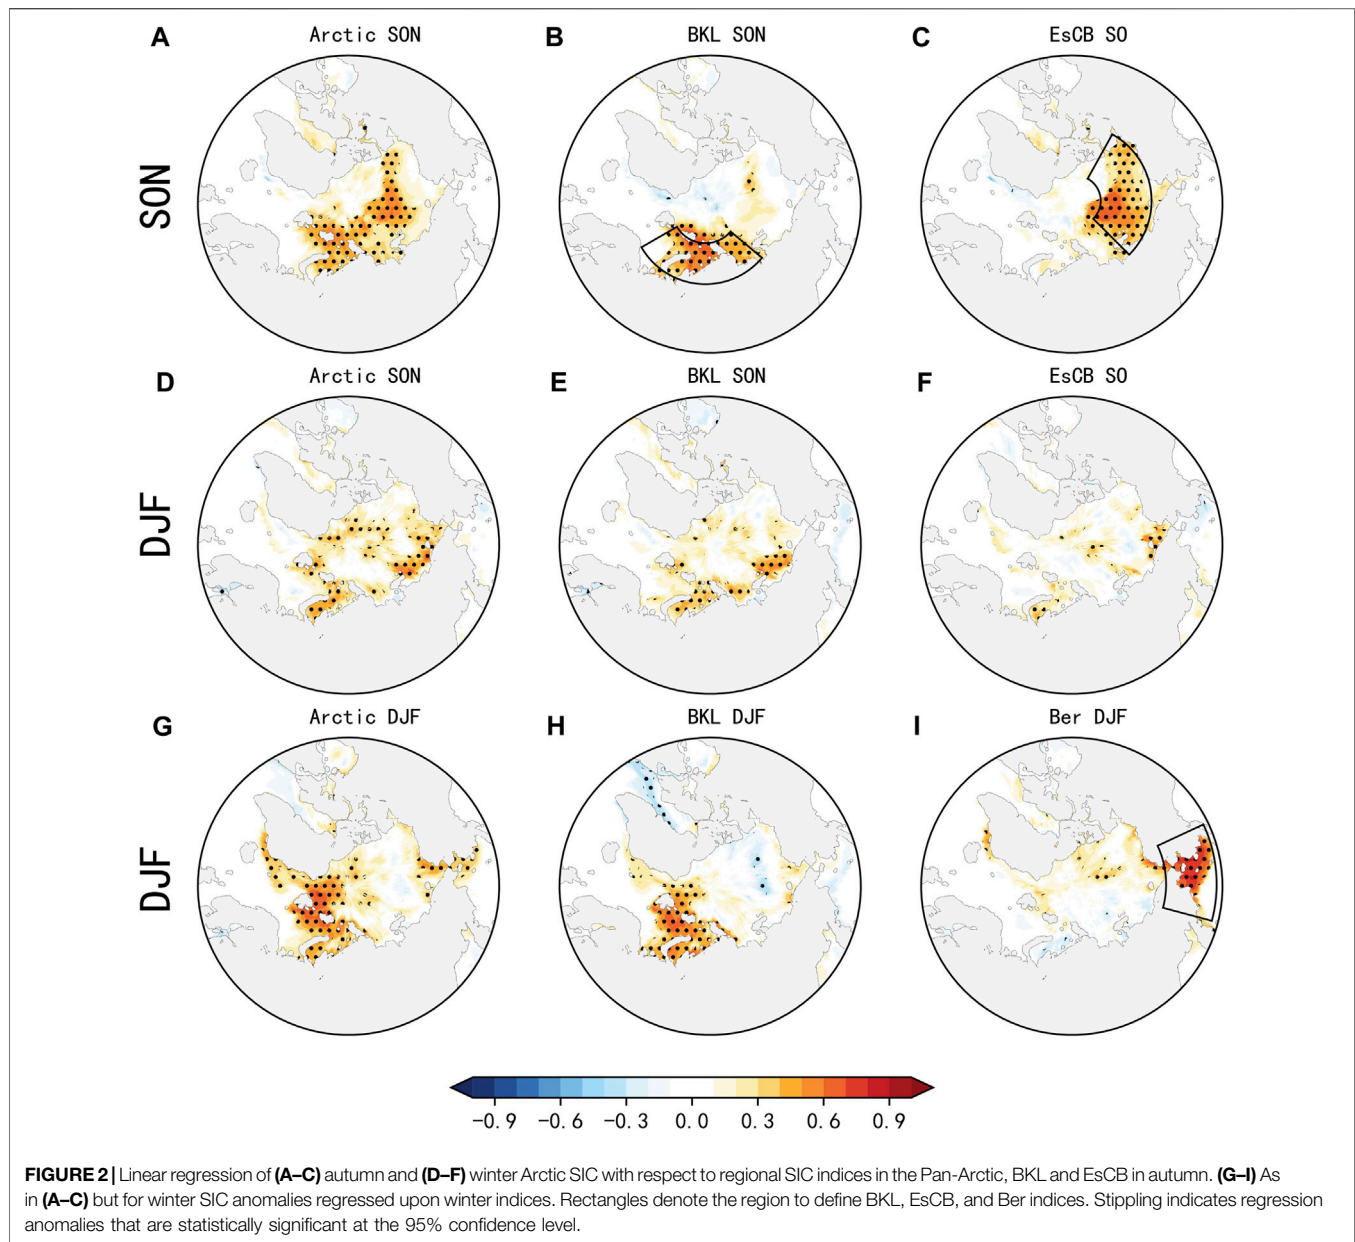 A Arctic SON B BKL SON C EsCB SO
SON
D Arctic SON E BKL SON F EsCB SO
DJF
G Arctic DJF H BKL DJF I Ber DJF
DJF
−0.9 −0.6 −0.3 0.0 0.3 0.6 0.9
FIGURE 2 | Linear regression of (A–C) autumn and (D–F) winter Arctic SIC with respect to regional SIC indices in the Pan-Arctic, BKL and EsCB in autumn. (G–I) As
in (A–C) but for winter SIC anomalies regressed upon winter indices. Rectangles denote the region to define BKL, EsCB, and Ber indices. Stippling indicates regression
anomalies that are statistically significant at the 95% confidence level.